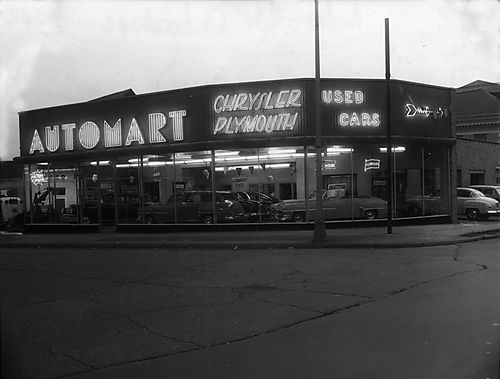 AUTOMART
CHRYSLER
PLYMOUTH
USED
CARS